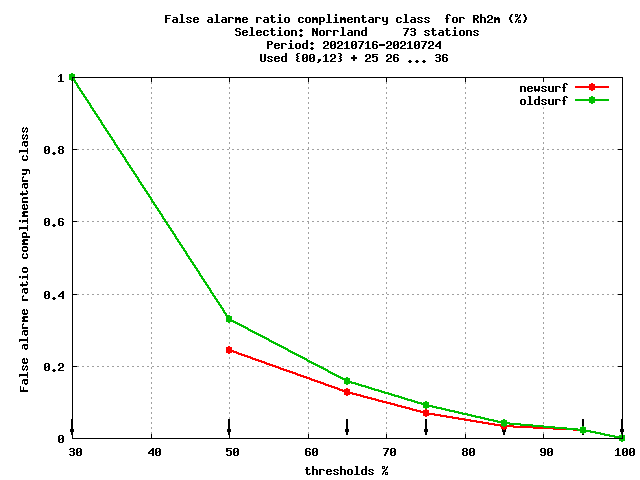 False alarme ratio complimentary class  for Rh2m (%)
Selection: Norrland     73 stations
Period: 20210716-20210724
Used {00,12} + 25 26 ... 36
newsurf
oldsurf
False alarme ratio complimentary class
1
0.8
0.6
0.4
0.2
0
30 40 50 60 70 80 90 100
thresholds %